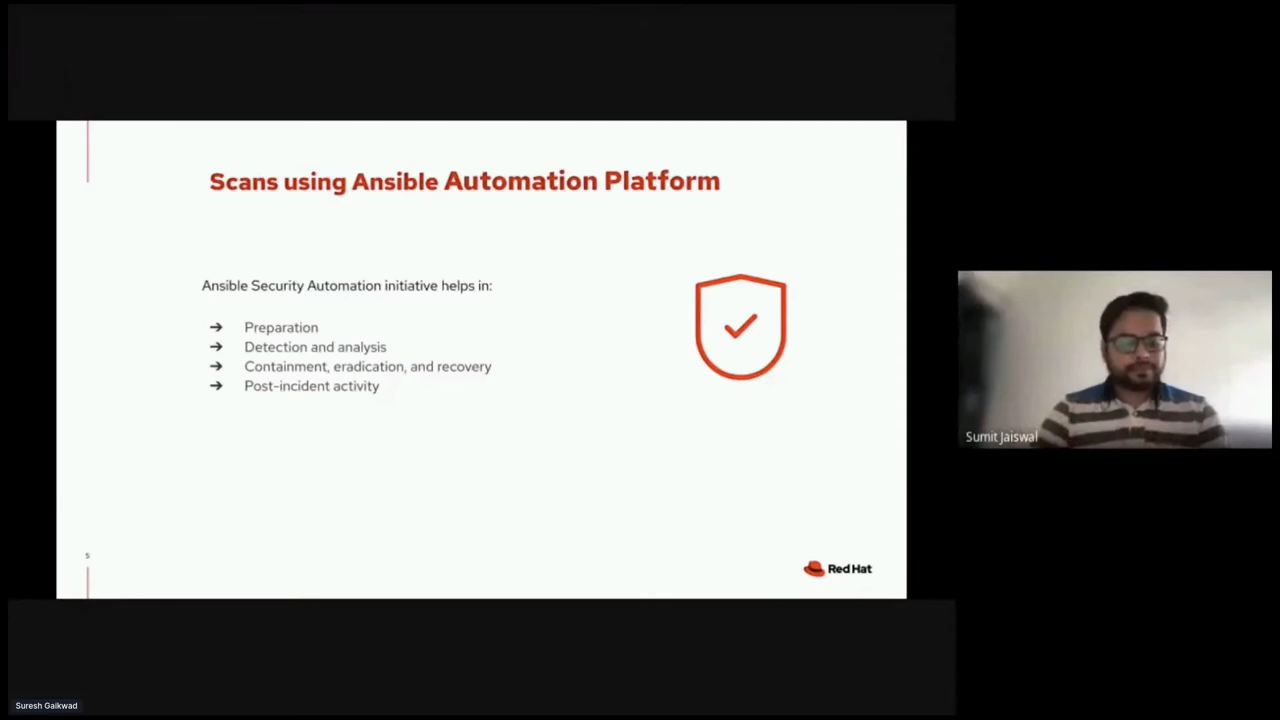 Scans using Ansible Automation Platform
Ansible Security Automation initiative helps in:
➔ Preparation
➔ Detection and analysis
➔ Containment, eradication, and recovery
➔ Post-incident activity
5
Red Hat
Sumit Jaiswal
Suresh Gaikwad